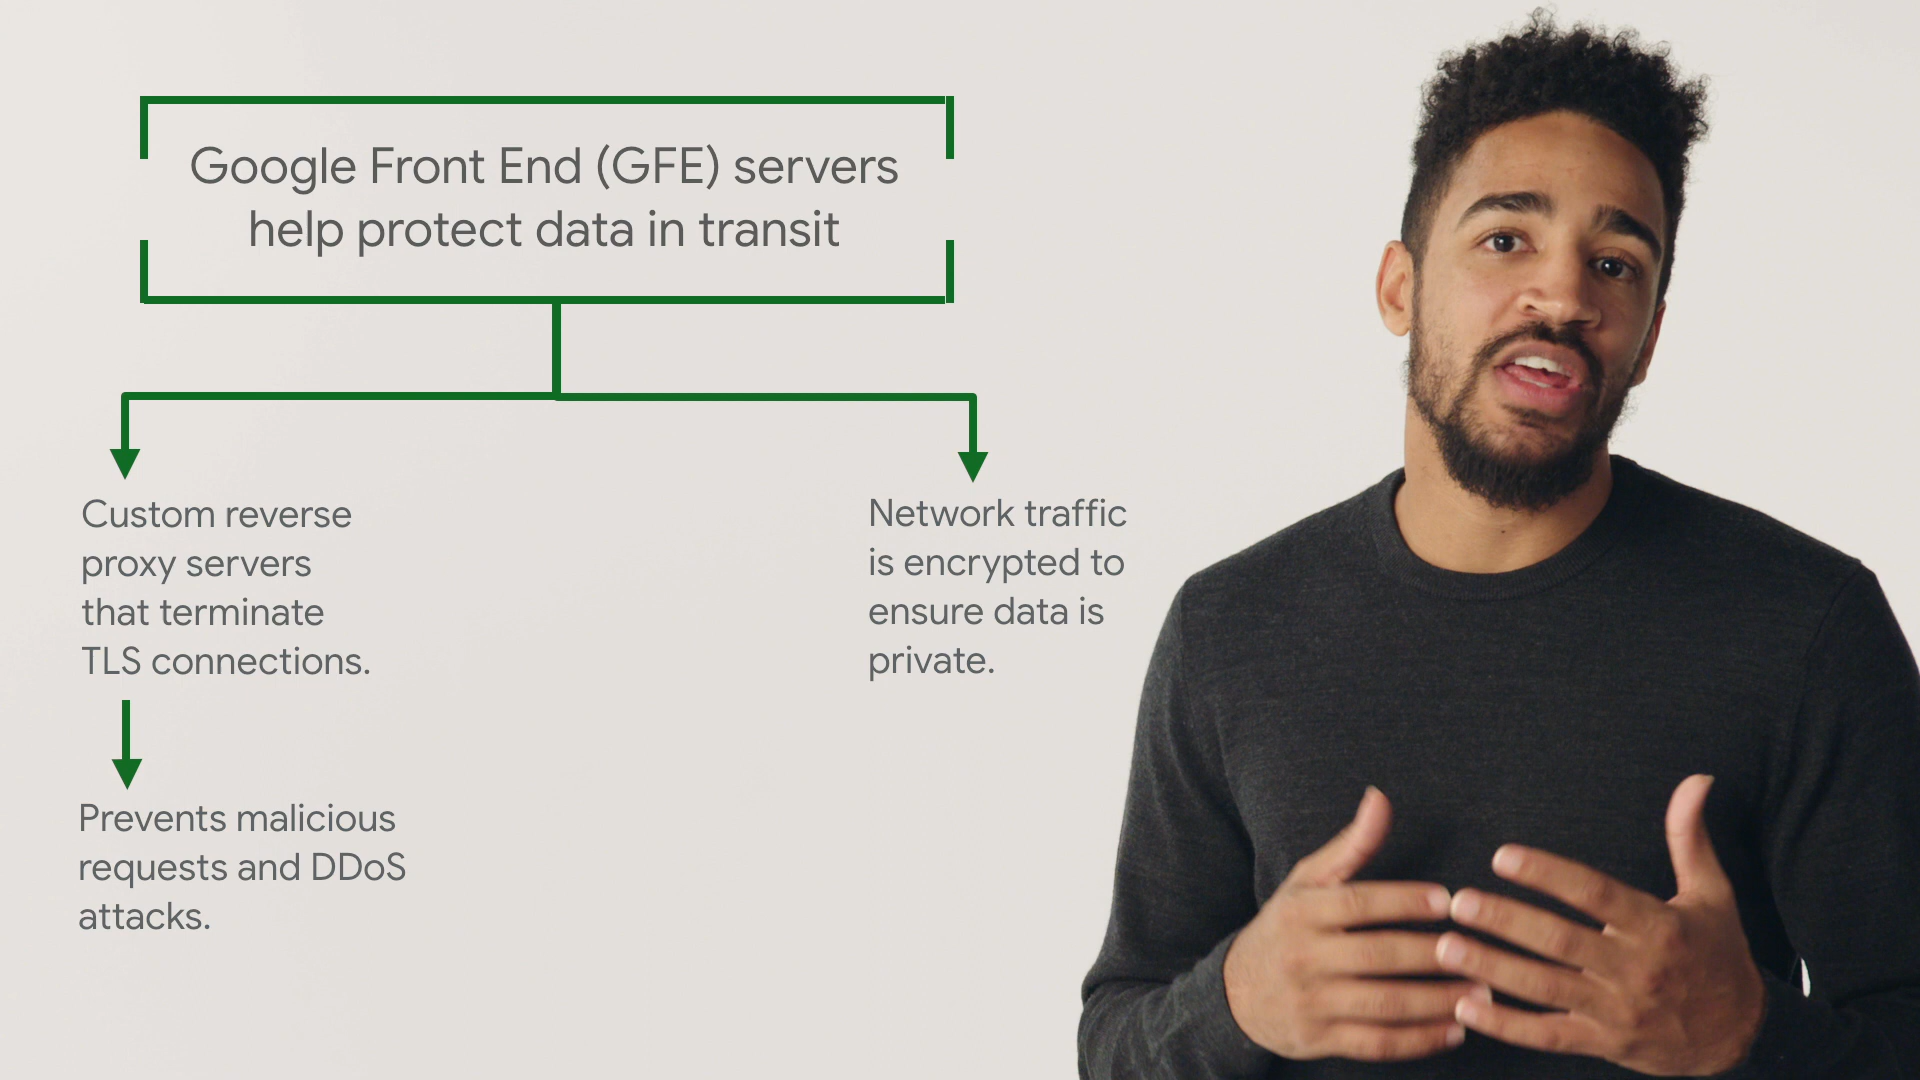 Google Front End (GFE) servers
help protect data in transit
Custom reverse
proxy servers
that terminate
TLS connections.
Prevents malicious
requests and DDoS
attacks.
Network traffic
is encrypted to
ensure data is
private.